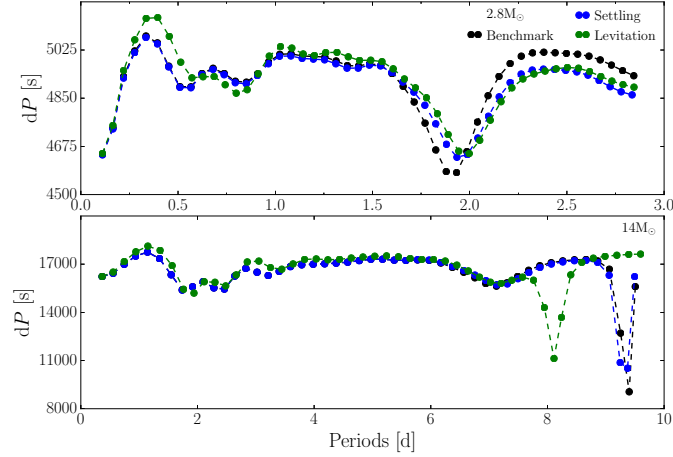 2.8M☉ Settling
Benchmark Levitation
dP [s]
5025
4850
4675
4500
0.0 0.5 1.0 1.5 2.0 2.5 3.0
14M☉
dP [s]
17000
14000
11000
8000
0 2 4 6 8 10
Periods [d]